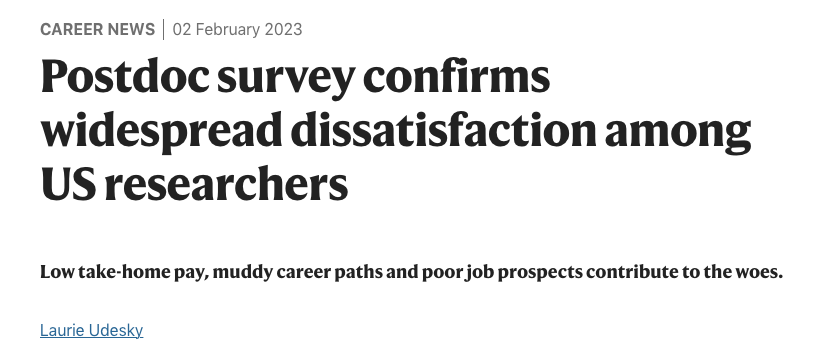 CAREER NEWS | 02 February 2023
Postdoc survey confirms
widespread dissatisfaction among
US researchers
Low take-home pay, muddy career paths and poor job prospects contribute to the woes.
Laurie Udesky